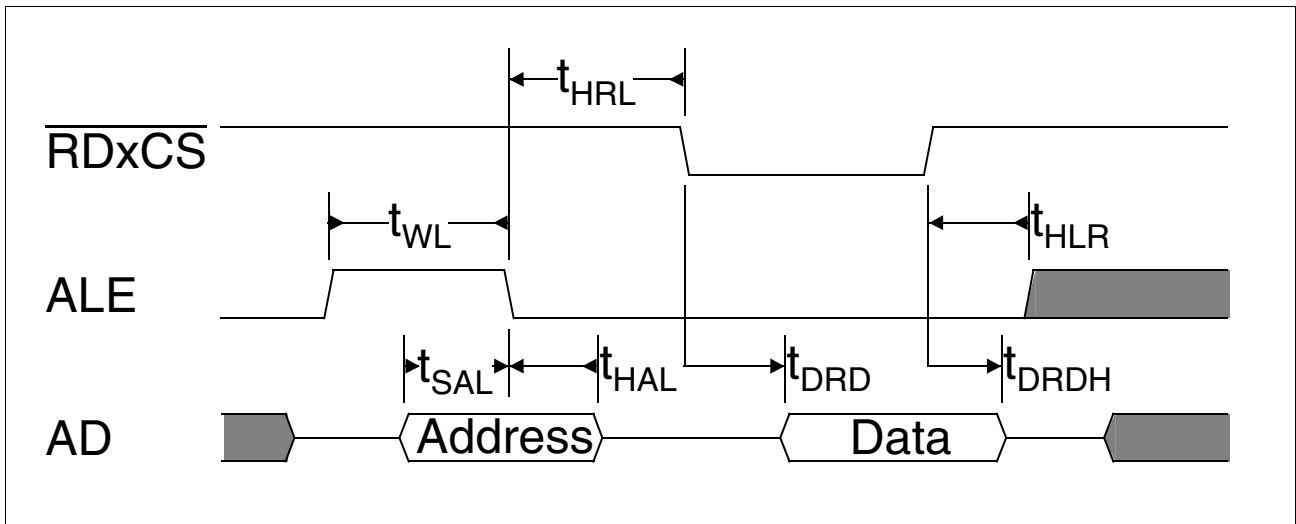 tHRL
RDxCS
tWL
tHLR
ALE
tSAL
tHAL
tDRD
tDRDH
AD
Address
Data